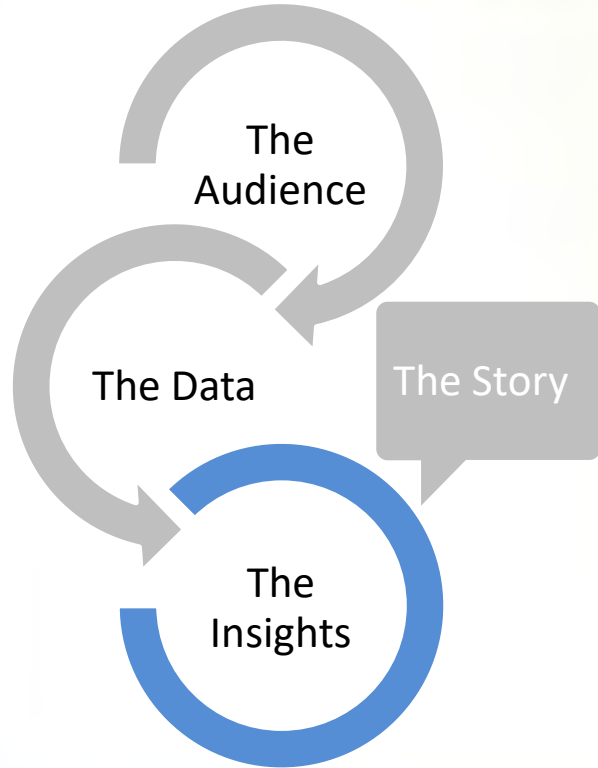 The
Audience
The Data
The Story
The
Insights